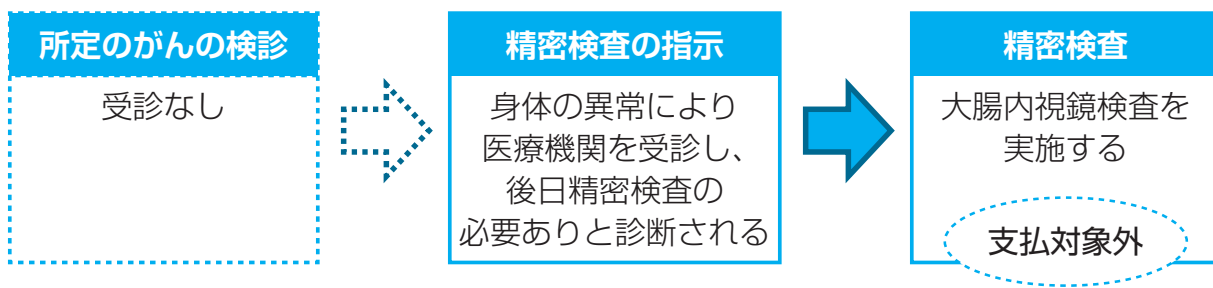 所定のがんの検診
受診なし
精密検査の指示
身体の異常により
医療機関を受診し、
後日精密検査の
必要ありと診断される
精密検査
大腸内視鏡検査を
実施する
支払対象外